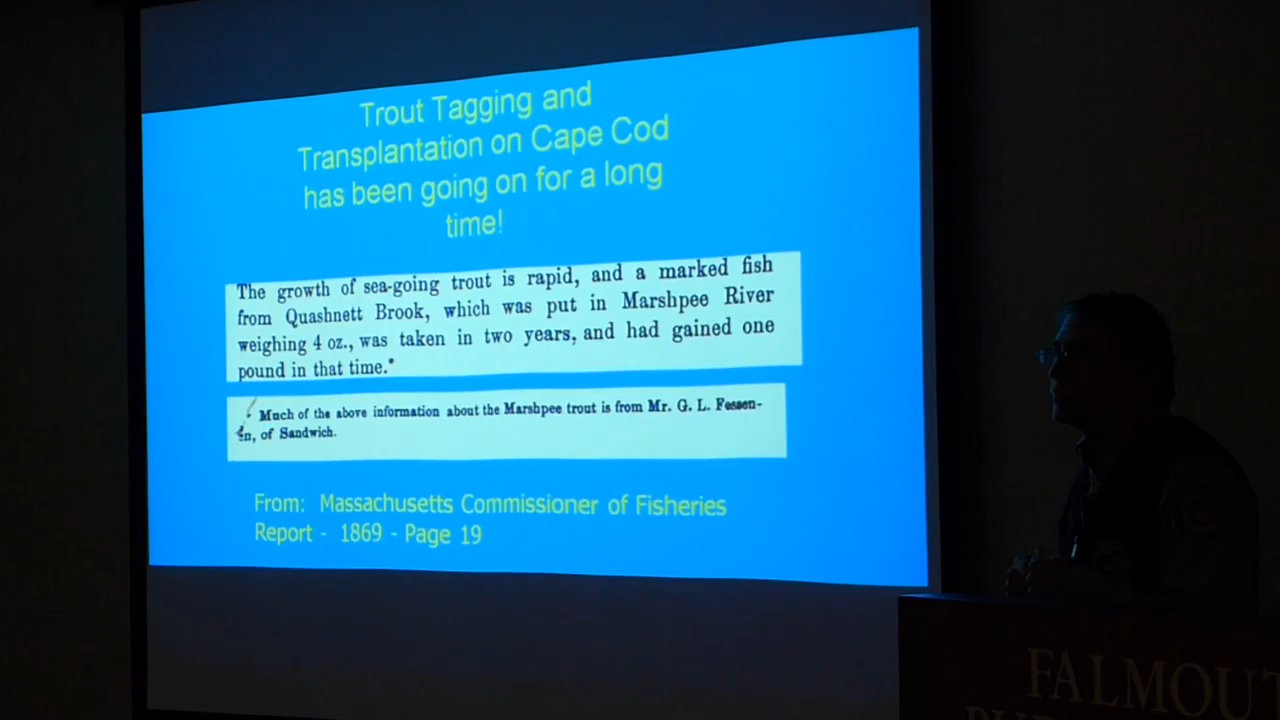 Trout Tagging and
Transplantation on Cape Cod
has been going on for a long
time!
The growth of sea-going trout is rapid, and a marked fish
from Quashnett Brook, which was put in Marshpee River
weighing 4 oz., was taken in two years, and had gained one
pound in that time.*
Much of the above information about the Marshpee trout is from Mr. G. L. Fessen-
of Sandwich.
From: Massachusetts Commissioner of Fisheries
Report - 1869 - Page 19
FALMOUT